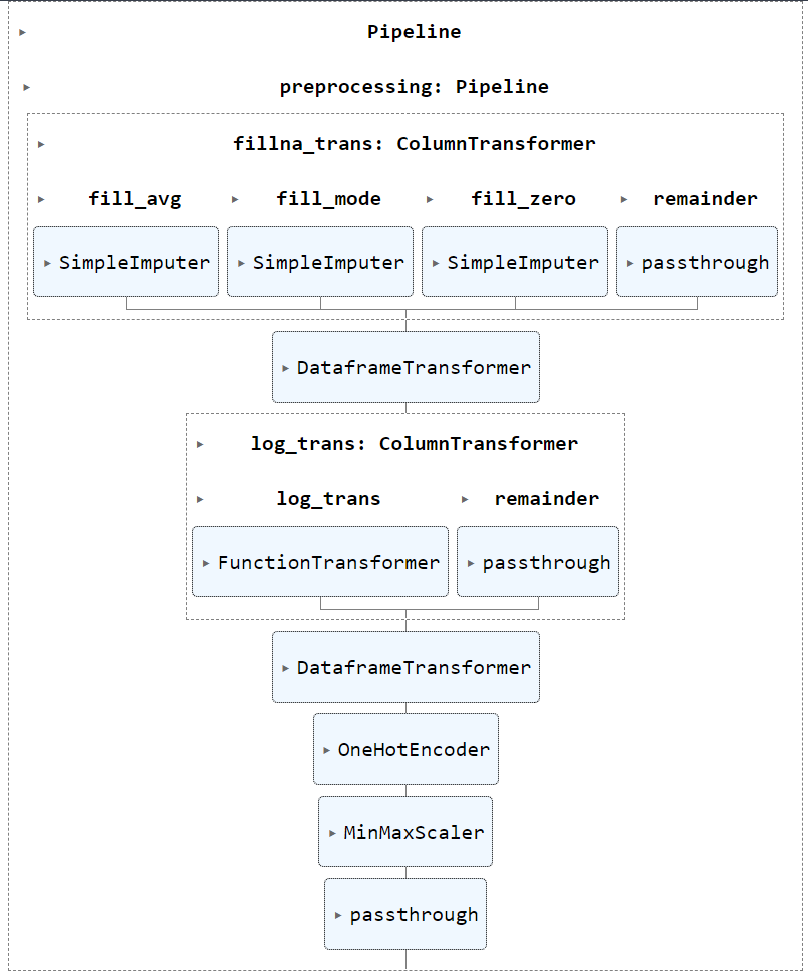 Pipeline
preprocessing: Pipeline
fillna_trans: ColumnTransformer
fill_avg fill_mode fill_zero remainder
SimpleImputer SimpleImputer SimpleImputer passthrough
DataframeTransformer
log_trans: ColumnTransformer
log_trans remainder
FunctionTransformer passthrough
DataframeTransformer
OneHotEncoder
MinMaxScaler
passthrough